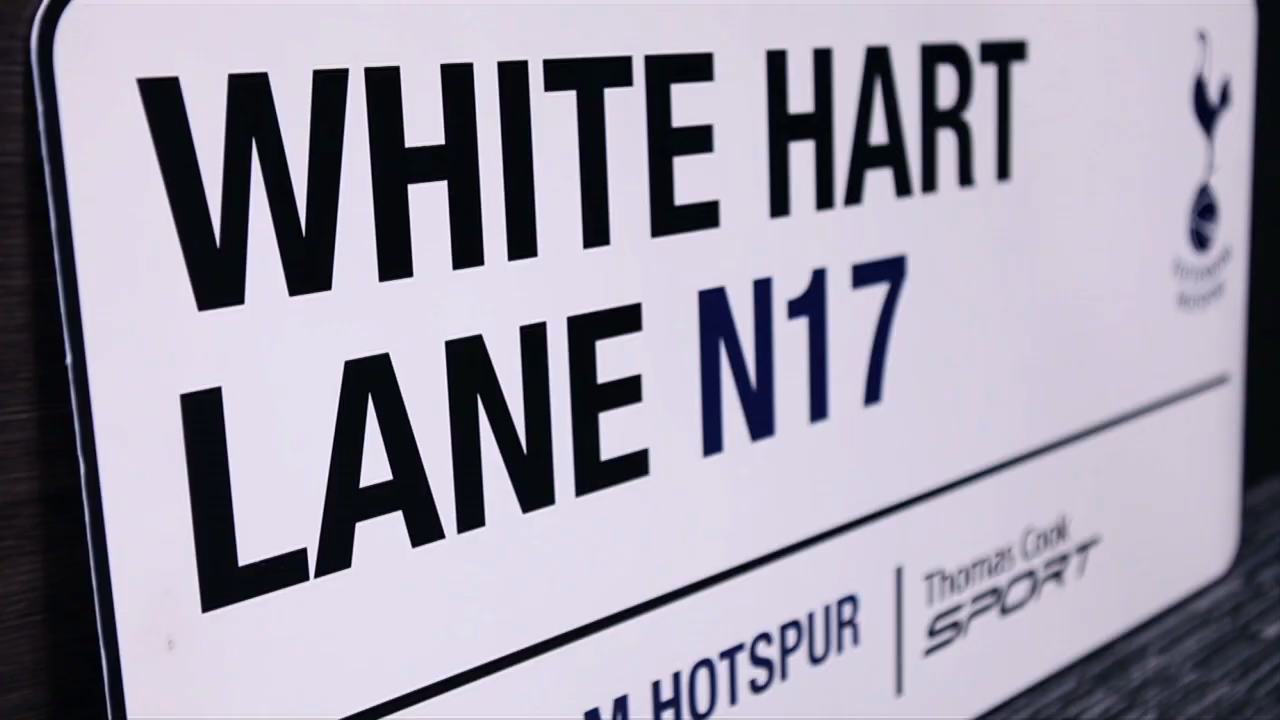 WHITE HART
LANE N17
M HOTSPUR
Thomas Cook
SPORT